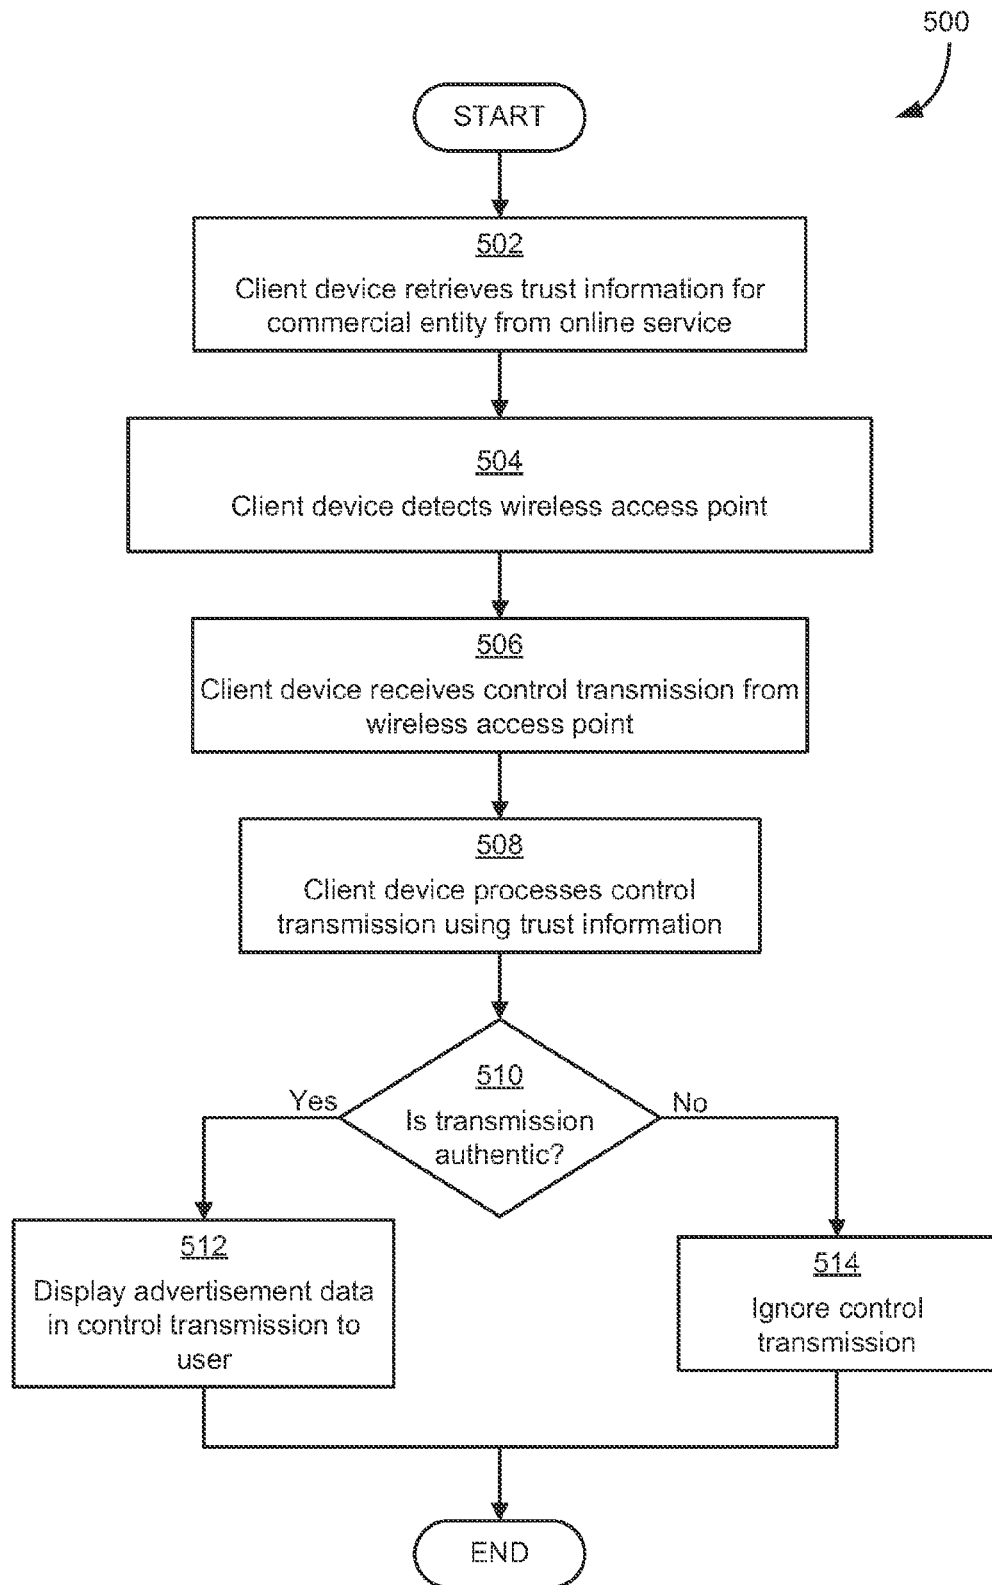 500
START
502
Client device retrieves trust information for
commercial entity from online service
504
Client device detects wireless access point
506
Client device receives control transmission from
wireless access point
508
Client device processes control
transmission using trust information
510
Is transmission
authentic?
Yes
No
512
Display advertisement data
in control transmission to
user
514
Ignore control
transmission
END